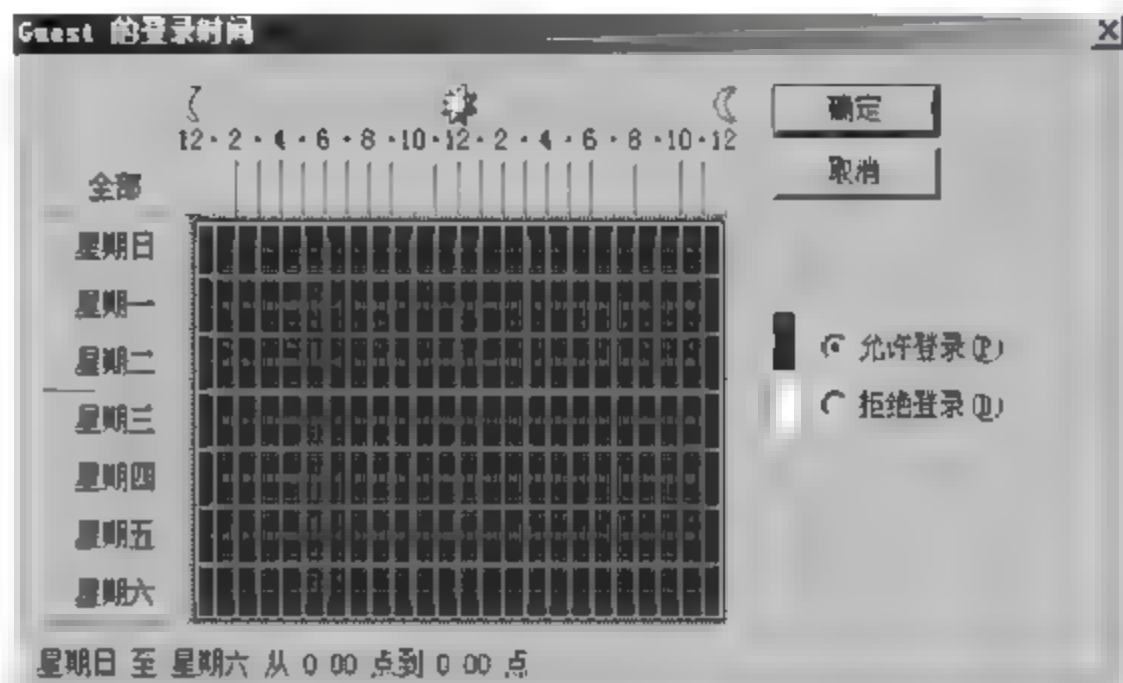 Guest 的登录时间
12 · 2 · 4 · 6 · 8 · 10 · 12 · 2 · 4 · 6 · 8 · 10 · 12
确定
取消
全部
星期日
星期一
星期二
星期三
星期四
星期五
星期六
允许登录(P)
拒绝登录(D)
星期日 至 星期六 从 0 00 点到 0 00 点